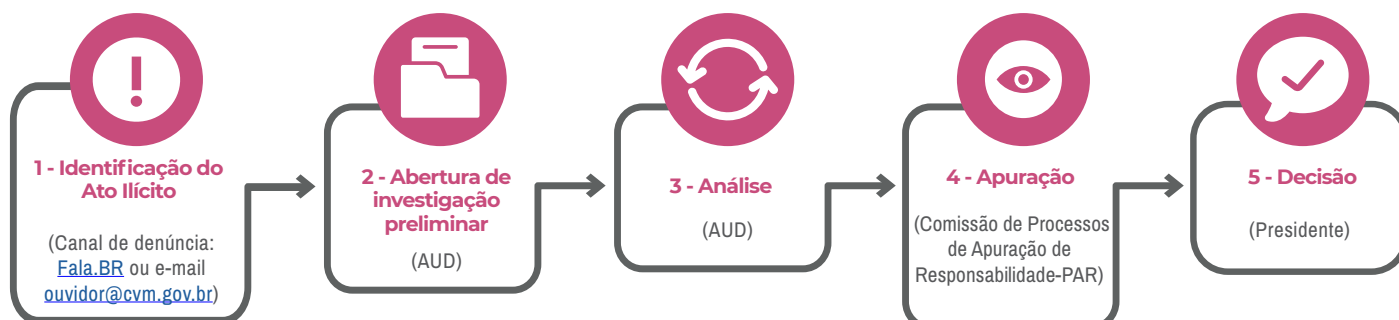 1 - Identificação do
Ato Ilícito
(Canal de denúncia:
Fala.BR ou e-mail
ouvidor@cvm.gov.br)
2 - Abertura de
investigação
preliminar
(AUD)
3 - Análise
(AUD)
4 - Apuração
(Comissão de Processos
de Apuração de
Responsabilidade-PAR)
5 - Decisão
(Presidente)